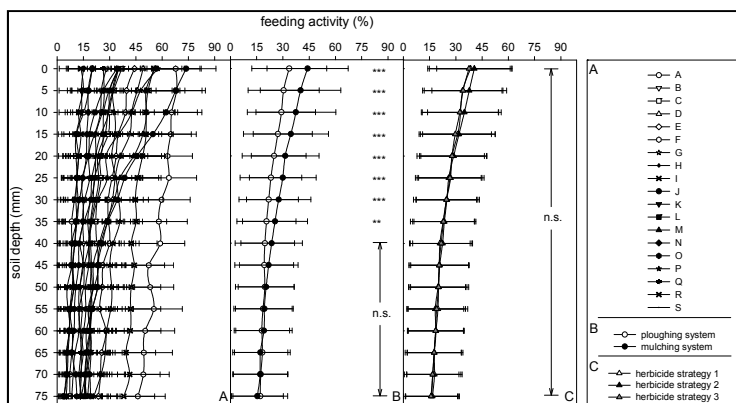 feeding activity (%)
0 15 30 45 60 75 90
0 15 30 45 60 75 90
0 15 30 45 60 75 90
soil depth (mm)
0
5
10
15
20
25
30
35
40
45
50
55
60
65
70
75
***
***
***
***
***
***
***
**
n.s.
n.s.
A
B
C
A
A
B
C
D
E
F
G
H
I
J
K
L
M
N
O
P
Q
R
S
B
ploughing system
mulching system
C
herbicide strategy 1
herbicide strategy 2
herbicide strategy 3